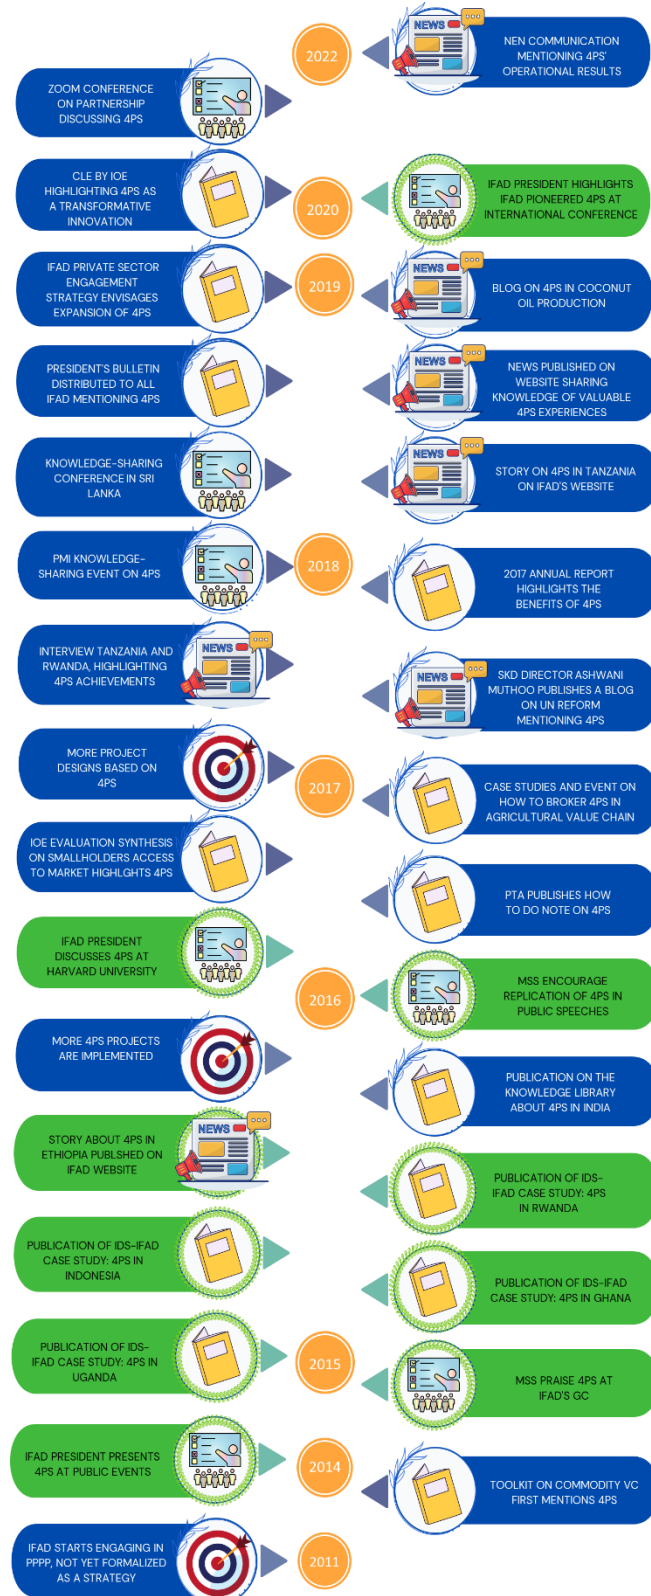 2022
NEWS
NEN COMMUNICATION
MENTIONING 4PS'
OPERATIONAL RESULTS
ZOOM CONFERENCE
ON PARTNERSHIP
DISCUSSING 4PS
CLE BY IOE
HIGHLIGHTING 4PS AS
A TRANSFORMATIVE
INNOVATION
2020
IFAD PRESIDENT HIGHLIGHTS
IFAD PIONEERED 4PS AT
INTERNATIONAL CONFERENCE
IFAD PRIVATE SECTOR
ENGAGEMENT
STRATEGY ENVISAGES
EXPANSION OF 4PS
2019
NEWS
BLOG ON 4PS IN COCONUT
OIL PRODUCTION
PRESIDENT'S BULLETIN
DISTRIBUTED TO ALL
IFAD MENTIONING 4PS
NEWS
NEWS PUBLISHED ON
WEBSITE SHARING
KNOWLEDGE OF VALUABLE
4PS EXPERIENCES
KNOWLEDGE-SHARING
CONFERENCE IN SRI
LANKA
NEWS
STORY ON 4PS IN TANZANIA
ON IFAD'S WEBSITE
PMI KNOWLEDGE-
SHARING EVENT ON 4PS
2018
2017 ANNUAL REPORT
HIGHLIGHTS THE
BENEFITS OF 4PS
INTERVIEW TANZANIA AND
RWANDA, HIGHLIGHTING
4PS ACHIEVEMENTS
NEWS
NEWS
SKD DIRECTOR ASHWANI
MUTHOO PUBLISHES A BLOG
ON UN REFORM
MENTIONING 4PS
MORE PROJECT
DESIGNS BASED ON
4PS
2017
CASE STUDIES AND EVENT ON
HOW TO BROKER 4PS IN
AGRICULTURAL VALUE CHAIN
IOE EVALUATION SYNTHESIS
ON SMALLHOLDERS ACCESS
TO MARKET HIGHLGHTS 4PS
PTA PUBLISHES HOW
TO DO NOTE ON 4PS
IFAD PRESIDENT
DISCUSSES 4PS AT
HARVARD UNIVERSITY
2016
MSS ENCOURAGE
REPLICATION OF 4PS IN
PUBLIC SPEECHES
MORE 4PS PROJECTS
ARE IMPLEMENTED
PUBLICATION ON THE
KNOWLEDGE LIBRARY
ABOUT 4PS IN INDIA
STORY ABOUT 4PS IN
ETHIOPIA PUBLSHED ON
IFAD WEBSITE
NEWS
PUBLICATION OF IDS-
IFAD CASE STUDY: 4PS
IN RWANDA
PUBLICATION OF IDS-IFAD
CASE STUDY: 4PS IN
INDONESIA
PUBLICATION OF IDS-IFAD
CASE STUDY: 4PS IN GHANA
PUBLICATION OF IDS-
IFAD CASE STUDY: 4PS IN
UGANDA
2015
MSS PRAISE 4PS AT
IFAD'S GC
IFAD PRESIDENT PRESENTS
4PS AT PUBLIC EVENTS
2014
TOOLKIT ON COMMODITY VC
FIRST MENTIONS 4PS
IFAD STARTS ENGAGING IN
PPPP, NOT YET FORMALIZED
AS A STRATEGY
2011